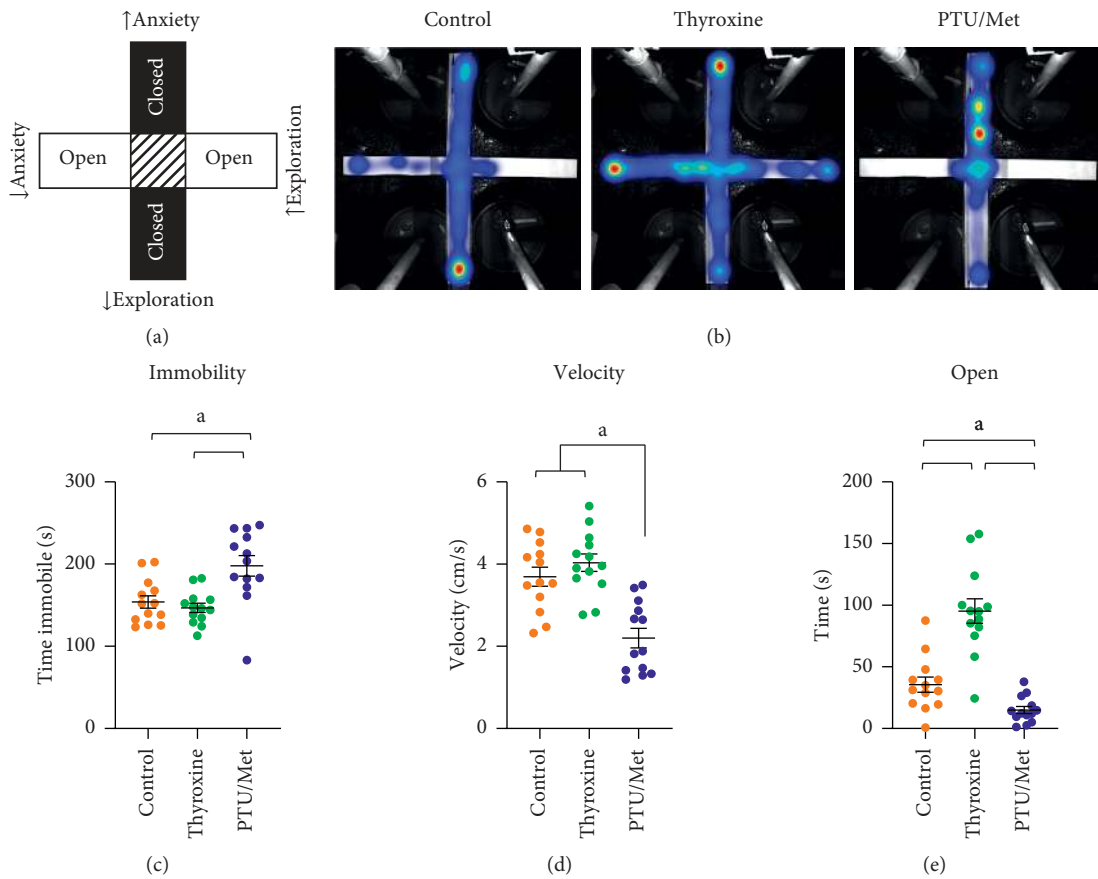 ↑Anxiety
Closed
Open
Open
Closed
↓Anxiety
↑Exploration
↓Exploration
(a)
Control
Thyroxine
PTU/Met
(b)
Immobility
a
Time immobile (s)
300
200
100
0
Control
Thyroxine
PTU/Met
(c)
Velocity
a
Velocity (cm/s)
6
4
2
0
Control
Thyroxine
PTU/Met
(d)
Open
a
Time (s)
200
150
100
50
0
Control
Thyroxine
PTU/Met
(e)